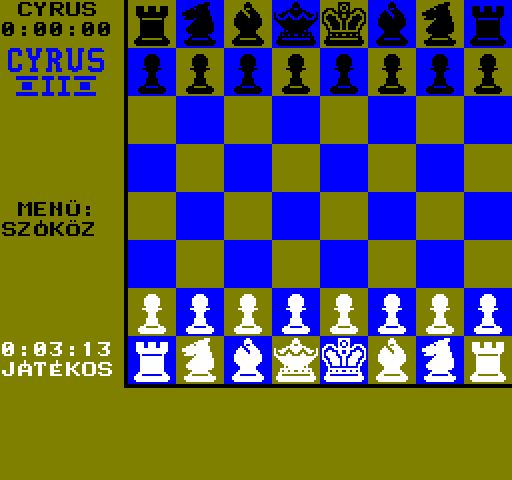 CYRUS
0:00:00
CYRUS
III
MENÜ:
SZÓKÖZ
0:03:13
JÁTÉKOS